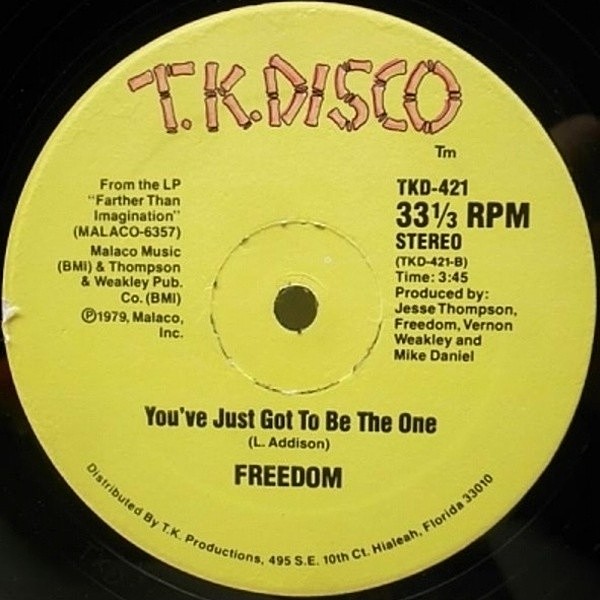 T.K. DISCO
Tm
From the LP
"Farther Than
Imagination"
(MALACO-6357)
Malaco Music
(BMI) & Thompson
& Weakley Pub.
Co. (BMI)
Ⓟ1979, Malaco,
Inc.
TKD-421
33 1/3 RPM
STEREO
(TKD-421-B)
Time: 3:45
Produced by:
Jesse Thompson,
Freedom, Vernon
Weakley and
Mike Daniel
You've Just Got To Be The One
(L. Addison)
FREEDOM
Distributed By T.K. Productions, 495 S.E. 10th Ct. Hialeah, Florida 33010